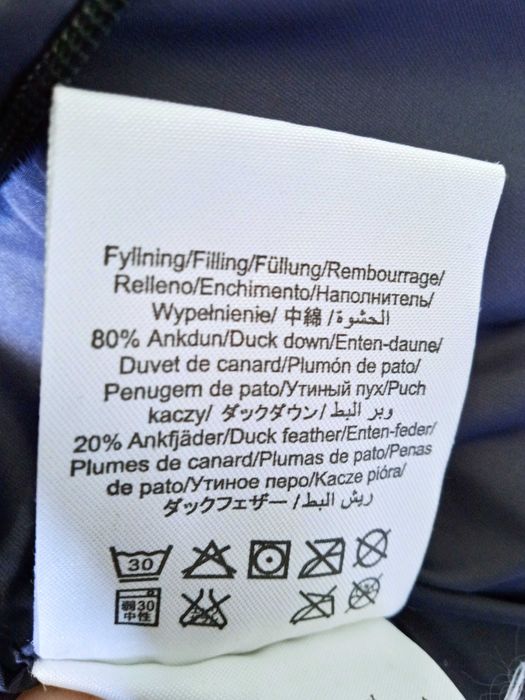 Fyllning/Filling/Füllung/Rembourrage/
Relleno/Enchimento/Наполнитель/
Wypełnienie/ 中綿 /الحشوة/
80% Ankdun/Duck down/Enten-daune/
Duvet de canard/Plumón de pato/
Penugem de pato/Утиный пух/Puch
kaczy/ ダックダウン/ وبر البط/
20% Ankfjäder/Duck feather/Enten-feder/
Plumes de canard/Plumas de pato/Penas
de pato/Утиное перо/Kacze pióra/
ダックフェザー/ ريش البط/
30
弱30
中性